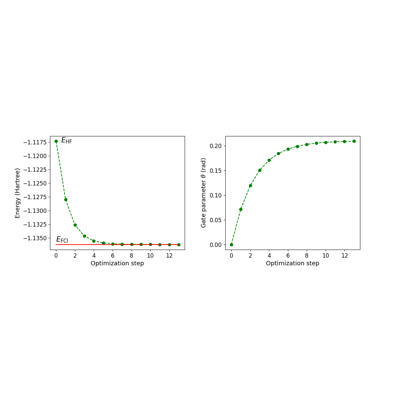 −1.1175
−1.1200
−1.1225
−1.1250
−1.1275
−1.1300
−1.1325
−1.1350
Energy (Hartree)
E_HF
E_FCI
0 2 4 6 8 10 12
Optimization step
0.20
0.15
0.10
0.05
0.00
Gate parameter θ (rad)
0 2 4 6 8 10 12
Optimization step